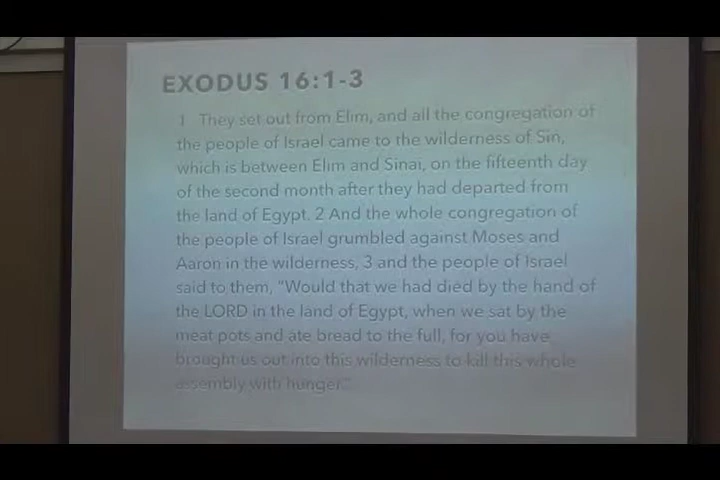 EXODUS 16:1-3
1 They set out from Elim, and all the congregation of
the people of Israel came to the wilderness of Sin,
which is between Elim and Sinai, on the fifteenth day
of the second month after they had departed from
the land of Egypt. 2 And the whole congregation of
the people of Israel grumbled against Moses and
Aaron in the wilderness, 3 and the people of Israel
said to them, “Would that we had died by the hand of
the LORD in the land of Egypt, when we sat by the
meat pots and ate bread to the full, for you have
brought us out into this wilderness to kill this whole
assembly with hunger.”